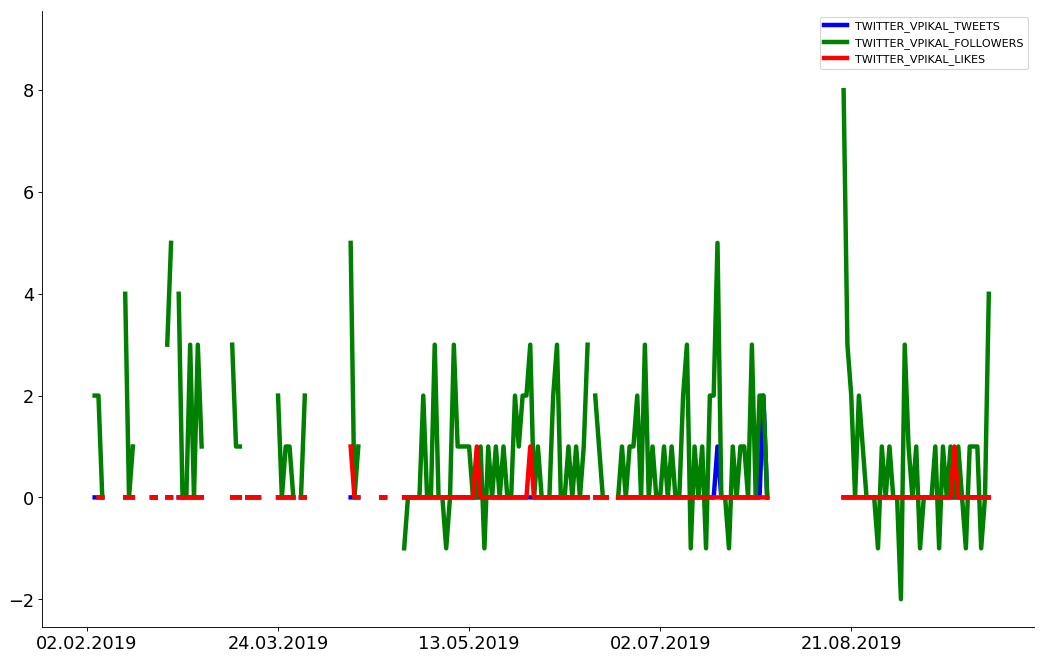 TWITTER_VPIKAL_TWEETS
TWITTER_VPIKAL_FOLLOWERS
TWITTER_VPIKAL_LIKES
8
6
4
2
0
−2
02.02.2019 24.03.2019 13.05.2019 02.07.2019 21.08.2019